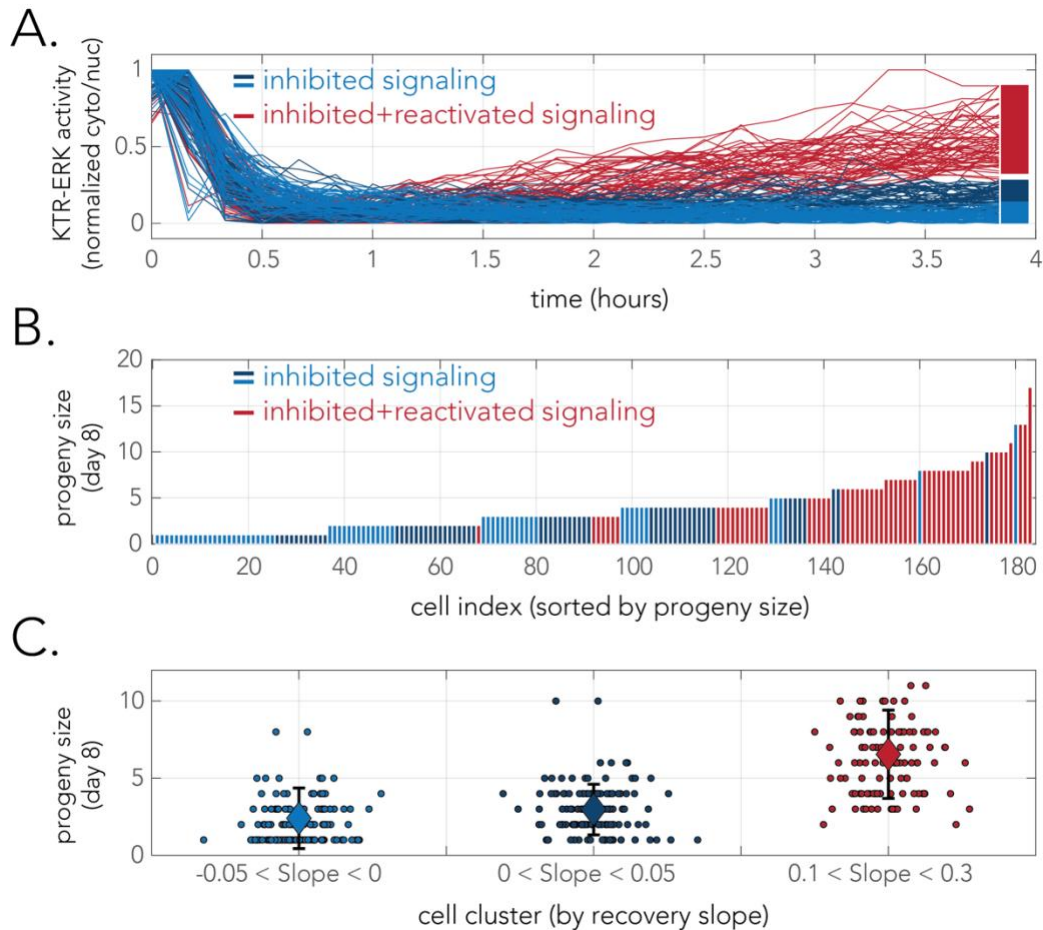 A.
KTR-ERK activity
(normalized cyto/nuc)
1
0.5
0
inhibited signaling
inhibited+reactivated signaling
0 0.5 1 1.5 2 2.5 3 3.5 4
time (hours)
B.
progeny size
(day 8)
20
15
10
5
0
inhibited signaling
inhibited+reactivated signaling
0 20 40 60 80 100 120 140 160 180
cell index (sorted by progeny size)
C.
progeny size
(day 8)
10
5
0
-0.05 < Slope < 0 0 < Slope < 0.05 0.1 < Slope < 0.3
cell cluster (by recovery slope)